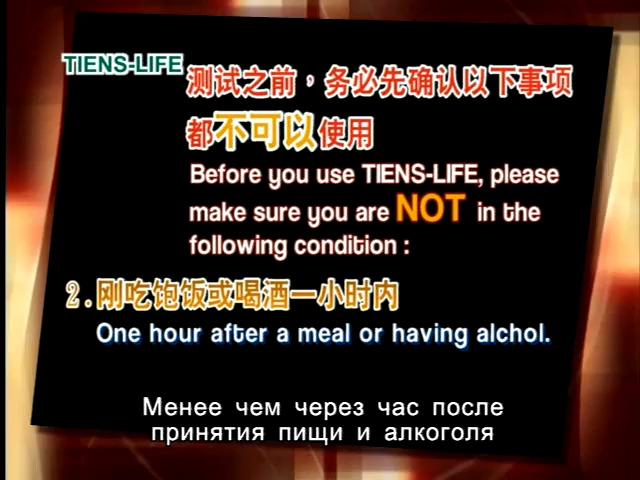 TIENS-LIFE
测试之前，务必先确认以下事项
都不可以使用
Before you use TIENS-LIFE, please
make sure you are NOT in the
following condition :
2.刚吃饱饭或喝酒一小时内
One hour after a meal or having alchol.
Менее чем через час после
принятия пищи и алкоголя